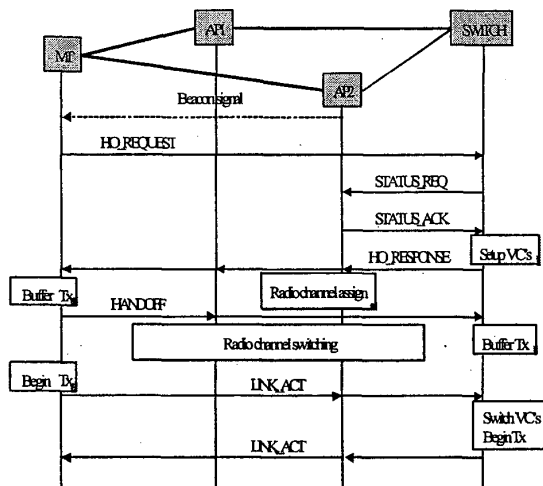 AP1
SWITCH
MT
AP2
Beacon signal
HO_REQUEST
STATUS_REQ
STATUS_ACK
Setup VC's
HO_RESPONSE
Buffer Tx
Radio channel assign
HANDOFF
Radio channel switching
Buffer Tx
Begin Tx
LINK_ACT
Switch VC's
Begin Tx
LINK_ACT